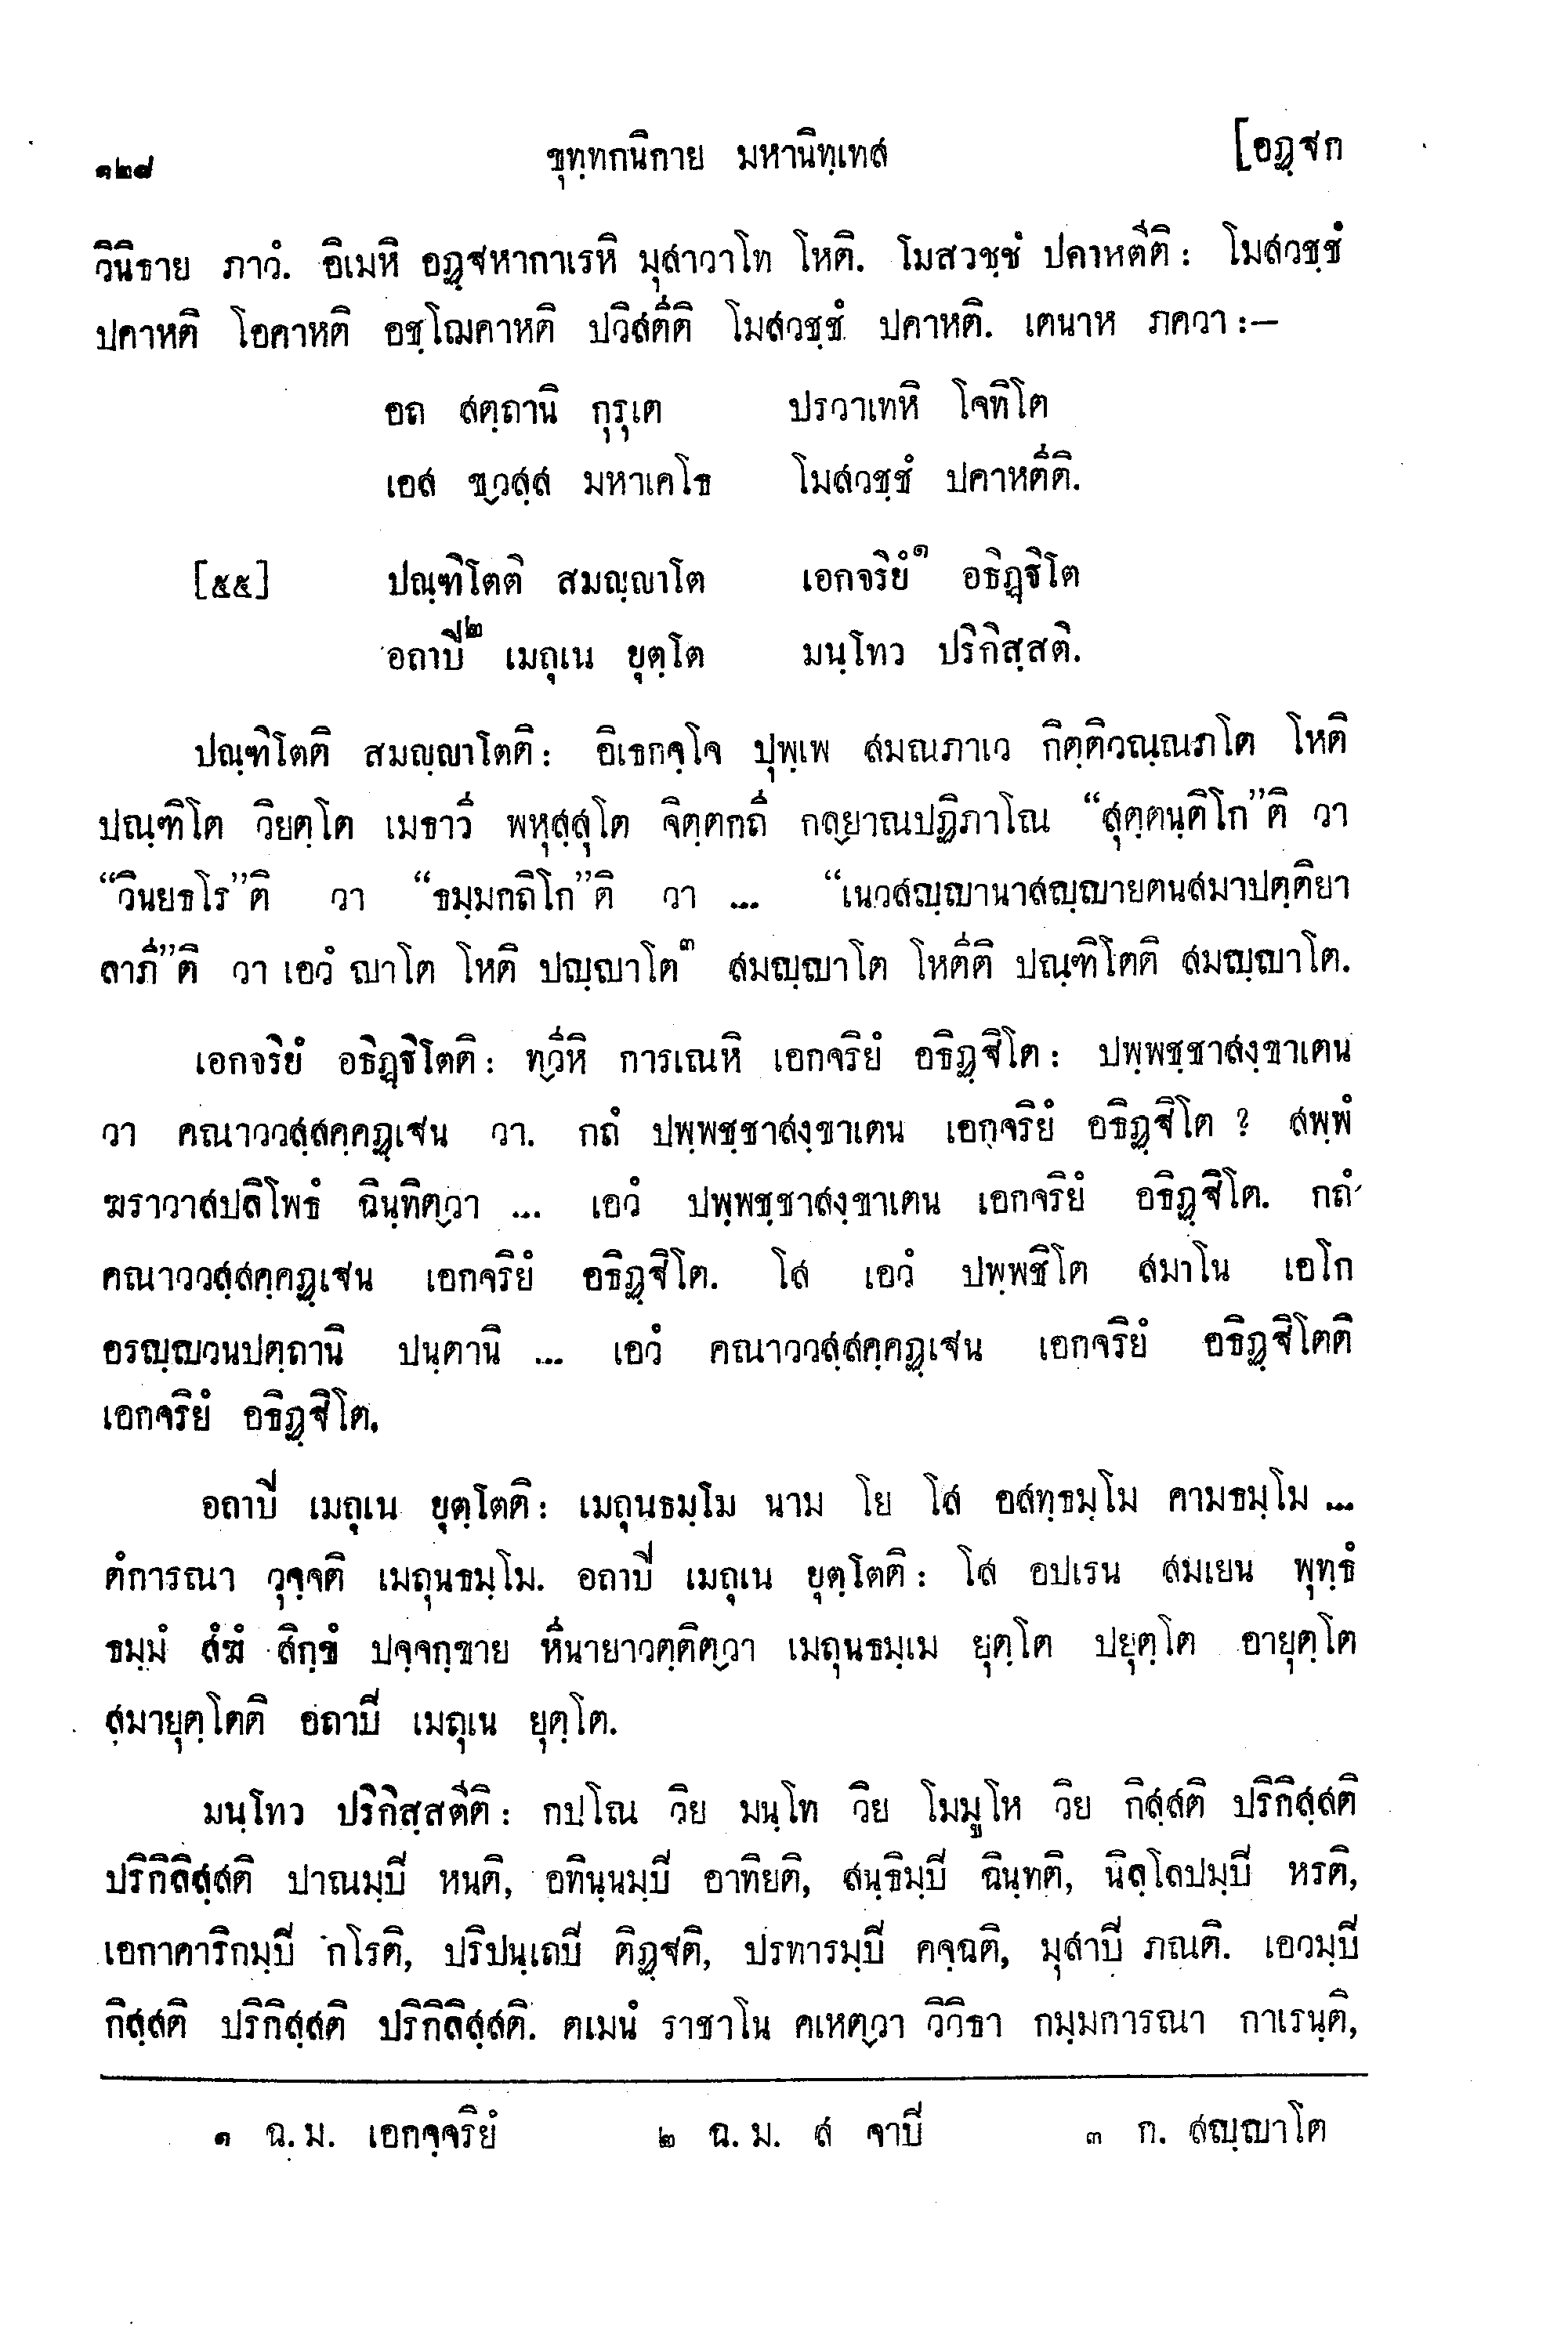 ๑๒๘ ขุทฺทกนิกาย มหานิทฺเทส [อฏฺฐก
วินิธาย ภาวํ. อิเมหิ อฏฺฐหากาเรหิ มุสาวาโท โหติ. โมสวชฺชํ ปคาหตีติ: โมสวชฺชํ
ปคาหติ โอคาหติ อชฺโฌคาหติ ปวิสตีติ โมสวชฺชํ ปคาหติ. เตนาห ภควา:—
อถ สตฺถานิ กุรุเต ปรวาเทหิ โจทิโต
เอส ขฺวสฺส มหาเคโธ โมสวชฺชํ ปคาหตีติ.
[๕๕] ปณฺฑิโตติ สมญฺญาโต เอกจริยํ๑ อธิฏฺฐิโต
อถาปี๒ เมถุเน ยุตฺโต มนฺโทว ปริกิสฺสติ.
ปณฺฑิโตติ สมญฺญาโตติ: อิเธกจฺโจ ปุพฺเพ สมณภาเว กิตฺติวณฺณภโต โหติ
ปณฺฑิโต วิยตฺโต เมธาวี พหุสฺสุโต จิตฺตกถี กลฺยาณปฏิภาโณ “สุตฺตนฺติโก”ติ วา
“วินยธโร”ติ วา “ธมฺมกถิโก”ติ วา ... “เนวสญฺญานาสญฺญายตนสมาปตฺติยา
ลาภี”ติ วา เอวํ ญาโต โหติ ปญฺญาโต๓ สมญฺญาโต โหตีติ ปณฺฑิโตติ สมญฺญาโต.
เอกจริยํ อธิฏฺฐิโตติ: ทฺวีหิ การเณหิ เอกจริยํ อธิฏฺฐิโต: ปพฺพชฺชาสงฺขาเตน
วา คณาววสฺสคฺคฏฺเฐน วา. กถํ ปพฺพชฺชาสงฺขาเตน เอกจริยํ อธิฏฺฐิโต ? สพฺพํ
ฆราวาสปลิโพธํ ฉินฺทิตฺวา ... เอวํ ปพฺพชฺชาสงฺขาเตน เอกจริยํ อธิฏฺฐิโต. กถํ
คณาววสฺสคฺคฏฺเฐน เอกจริยํ อธิฏฺฐิโต. โส เอวํ ปพฺพชิโต สมาโน เอโก
อรญฺญวนปตฺถานิ ปนฺตานิ ... เอวํ คณาววสฺสคฺคฏฺเฐน เอกจริยํ อธิฏฺฐิโตติ
เอกจริยํ อธิฏฺฐิโต.
อถาปี เมถุเน ยุตฺโตติ: เมถุนธมฺโม นาม โย โส อสทฺธมฺโม คามธมฺโม ...
ตํการณา วุจฺจติ เมถุนธมฺโม. อถาปี เมถุเน ยุตฺโตติ: โส อปเรน สมเยน พุทฺธํ
ธมฺมํ สํฆํ สิกฺขํ ปจฺจกฺขาย หีนายาวตฺติตฺวา เมถุนธมฺเม ยุตฺโต ปยุตฺโต อายุตฺโต
สมายุตฺโตติ อถาปี เมถุเน ยุตฺโต.
มนฺโทว ปริกิสฺสตีติ: กปฺโณ วิย มนฺโท วิย โมมูโห วิย กิสฺสติ ปริกิสฺสติ
ปริกิลิสฺสติ ปาณมฺปี หนติ, อทินฺนมฺปี อาทิยติ, สนฺธิมฺปี ฉินฺทติ, นิลฺโลปมฺปี หรติ,
เอกาคาริกมฺปี กโรติ, ปริปนฺเถปี ติฏฺฐติ, ปรทารมฺปี คจฺฉติ, มุสาปี ภณติ. เอวมฺปี
กิสฺสติ ปริกิสฺสติ ปริกิลิสฺสติ. ตเมนํ ราชาโน คเหตฺวา วิวิธา กมฺมการณา กาเรนฺติ,
๑ ฉ.ม. เอกจฺจริยํ ๒ ฉ.ม. ส จาปี ๓ ก. สญฺญาโต